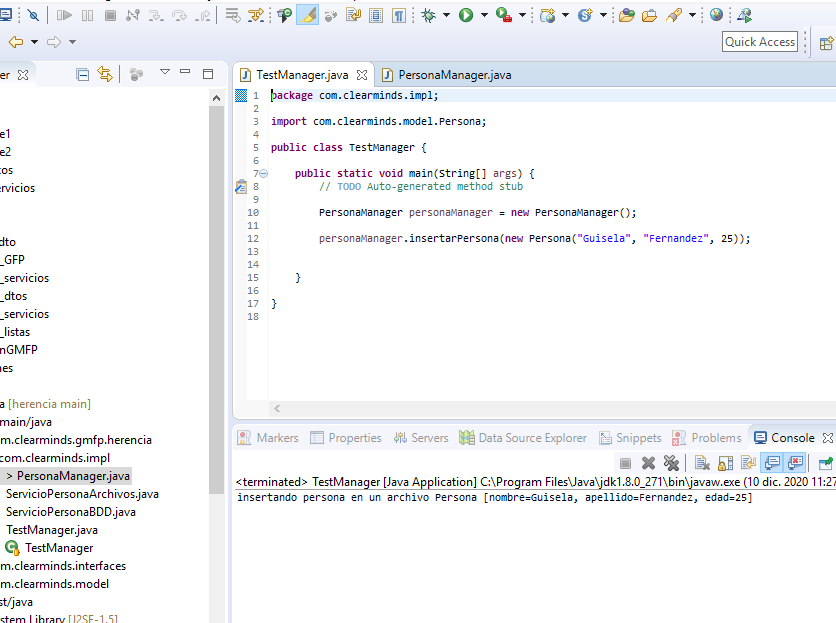 Quick Access
er
TestManager.java
PersonaManager.java
e1
e2
os
ervicios
dto
_GFP
_servicios
_dtos
_servicios
_listas
nGMFP
nes
a [herencia main]
main/java
m.clearminds.gmfp.herencia
com.clearminds.impl
> PersonaManager.java
ServicioPersonaArchivos.java
ServicioPersonaBDD.java
TestManager.java
TestManager
m.clearminds.interfaces
m.clearminds.model
st/java
stem Library [J2SE-1.5]
1 package com.clearminds.impl;
2
3 import com.clearminds.model.Persona;
4
5 public class TestManager {
6
7 public static void main(String[] args) {
8 // TODO Auto-generated method stub
9
10 PersonaManager personaManager = new PersonaManager();
11
12 personaManager.insertarPersona(new Persona("Guisela", "Fernandez", 25));
13
14
15 }
16
17 }
18
Markers Properties Servers Data Source Explorer Snippets Problems Console
<terminated> TestManager [Java Application] C:\Program Files\Java\jdk1.8.0_271\bin\javaw.exe (10 dic. 2020 11:27
insertando persona en un archivo Persona [nombre=Guisela, apellido=Fernandez, edad=25]